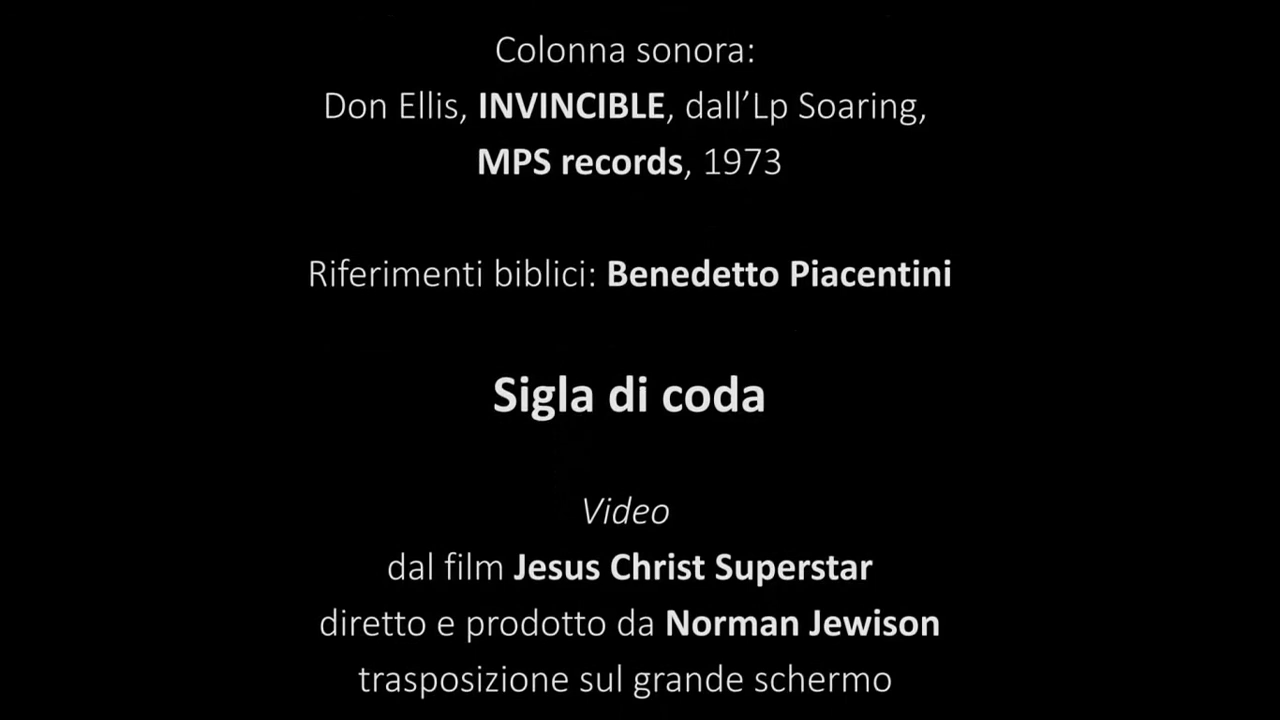 Colonna sonora:
Don Ellis, INVINCIBLE, dall’Lp Soaring,
MPS records, 1973
Riferimenti biblici: Benedetto Piacentini
Sigla di coda
Video
dal film Jesus Christ Superstar
diretto e prodotto da Norman Jewison
trasposizione sul grande schermo